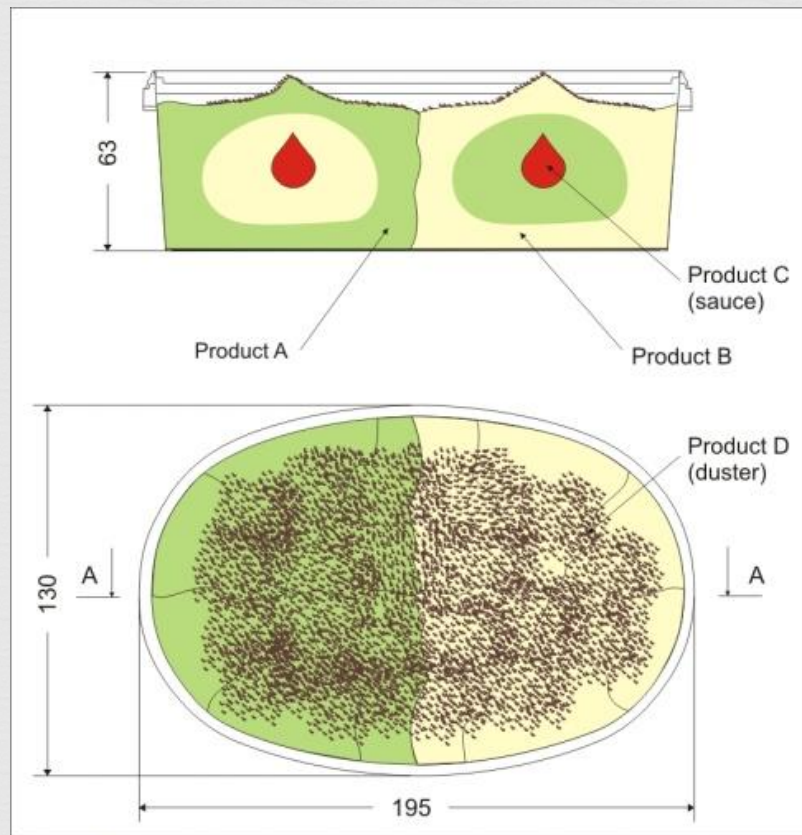 63
Product C
(sauce)
Product A
Product B
Product D
(duster)
A
A
130
195